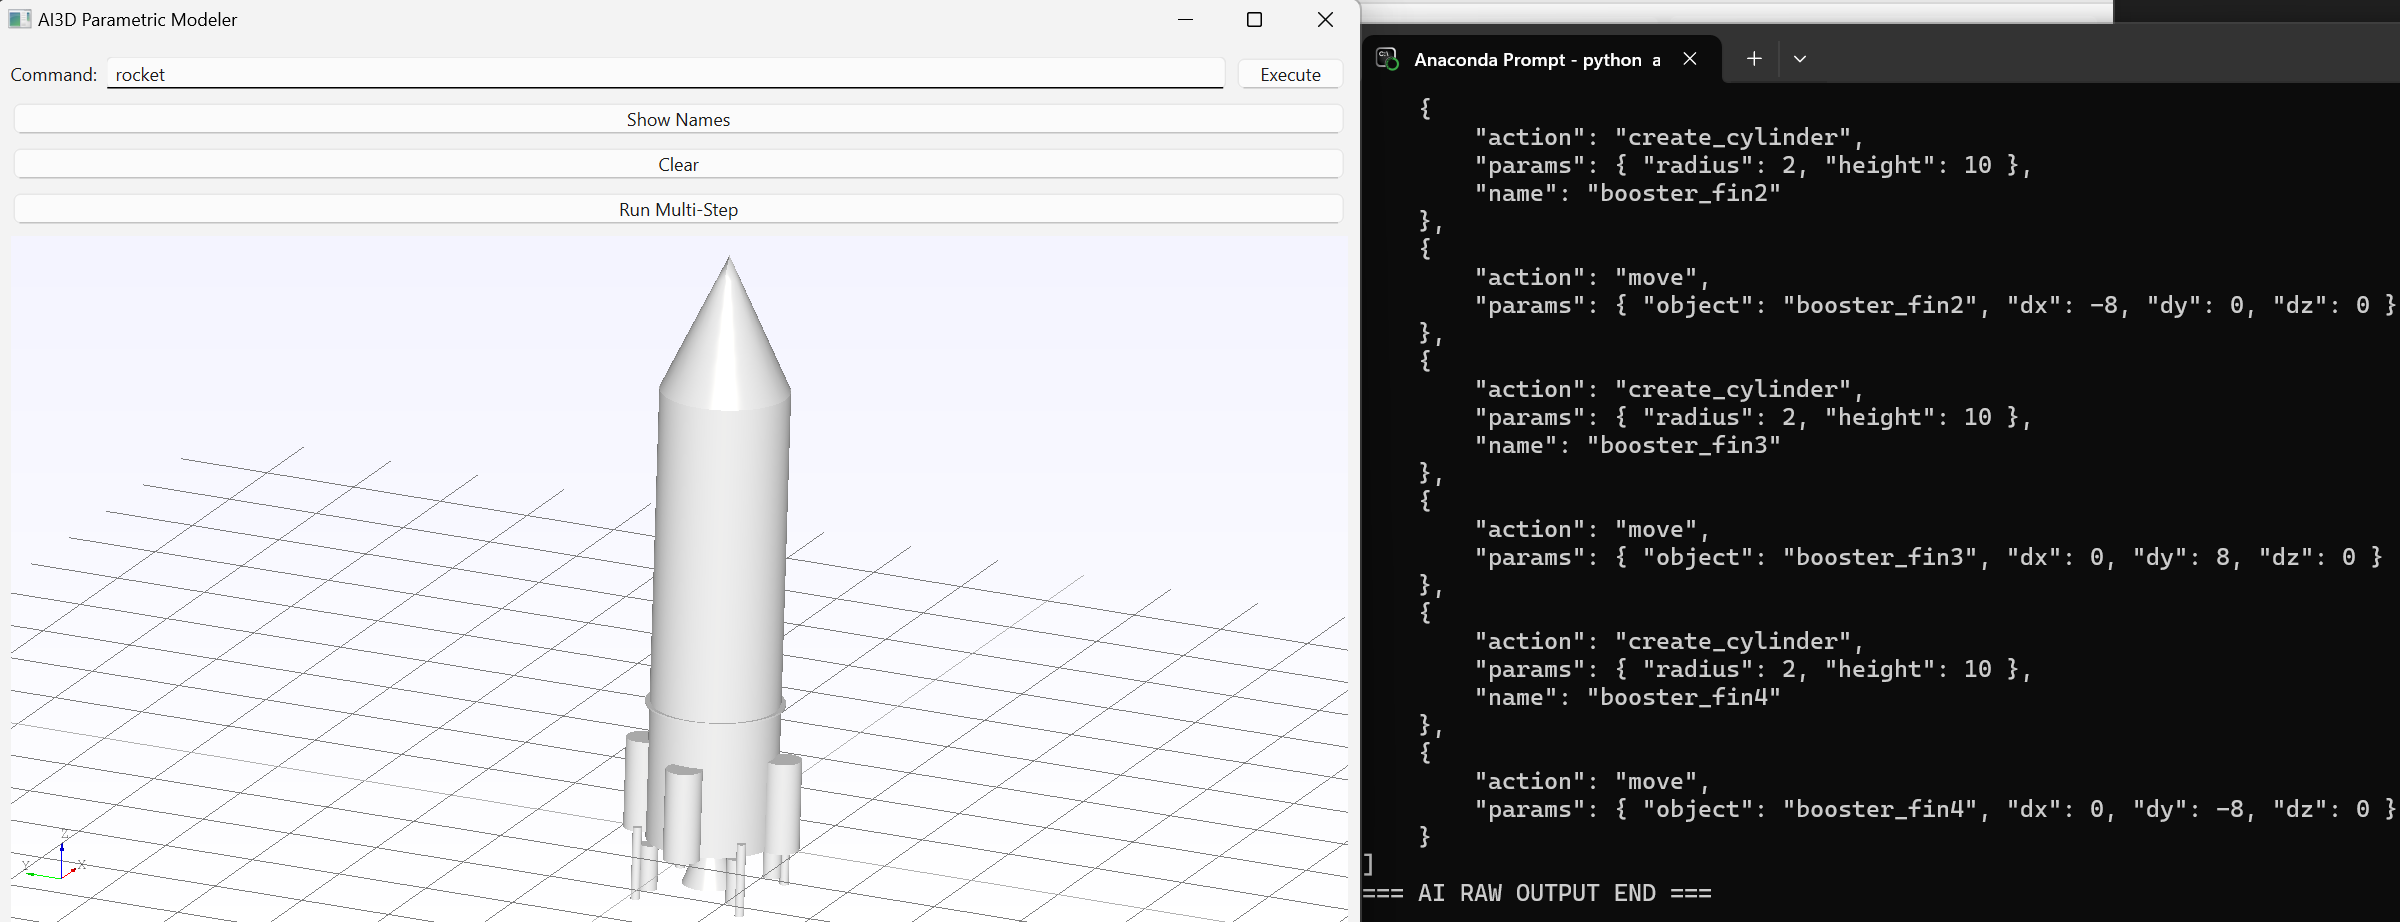 AI3D Parametric Modeler
Command: rocket Execute
Show Names
Clear
Run Multi-Step
Z
Y X
Anaconda Prompt - python a
{
"action": "create_cylinder",
"params": { "radius": 2, "height": 10 },
"name": "booster_fin2"
},
{
"action": "move",
"params": { "object": "booster_fin2", "dx": -8, "dy": 0, "dz": 0 }
},
{
"action": "create_cylinder",
"params": { "radius": 2, "height": 10 },
"name": "booster_fin3"
},
{
"action": "move",
"params": { "object": "booster_fin3", "dx": 0, "dy": 8, "dz": 0 }
},
{
"action": "create_cylinder",
"params": { "radius": 2, "height": 10 },
"name": "booster_fin4"
},
{
"action": "move",
"params": { "object": "booster_fin4", "dx": 0, "dy": -8, "dz": 0 }
}
]
=== AI RAW OUTPUT END ===